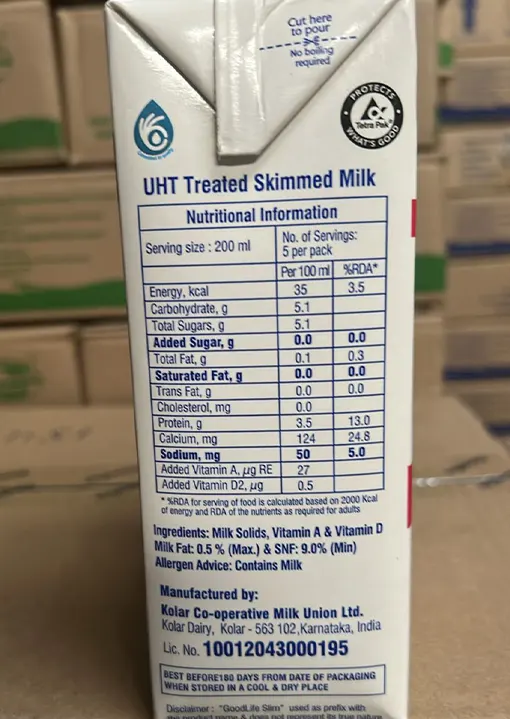 Cut here
to pour
No boiling
required
PROTECTS
Tetra Pak
WHAT'S GOOD
UHT Treated Skimmed Milk
Nutritional Information
Serving size : 200 ml
No. of Servings:
5 per pack
Per 100 ml %RDA*
Energy, kcal 35 3.5
Carbohydrate, g 5.1
Total Sugars, g 5.1
Added Sugar, g 0.0 0.0
Total Fat, g 0.1 0.3
Saturated Fat, g 0.0 0.0
Trans Fat, g 0.0 0.0
Cholesterol, mg 0.0
Protein, g 3.5 13.0
Calcium, mg 124 24.8
Sodium, mg 50 5.0
Added Vitamin A, µg RE 27
Added Vitamin D2, µg 0.5
* %RDA for serving of food is calculated based on 2000 Kcal
of energy and RDA of the nutrients as required for adults
Ingredients: Milk Solids, Vitamin A & Vitamin D
Milk Fat: 0.5 % (Max.) & SNF: 9.0% (Min)
Allergen Advice: Contains Milk
Manufactured by:
Kolar Co-operative Milk Union Ltd.
Kolar Dairy, Kolar - 563 102,Karnataka, India
Lic. No. 10012043000195
BEST BEFORE180 DAYS FROM DATE OF PACKAGING
WHEN STORED IN A COOL & DRY PLACE
Disclaimer : "GoodLife Slim" used as prefix with
the product name & does not represent its true nature